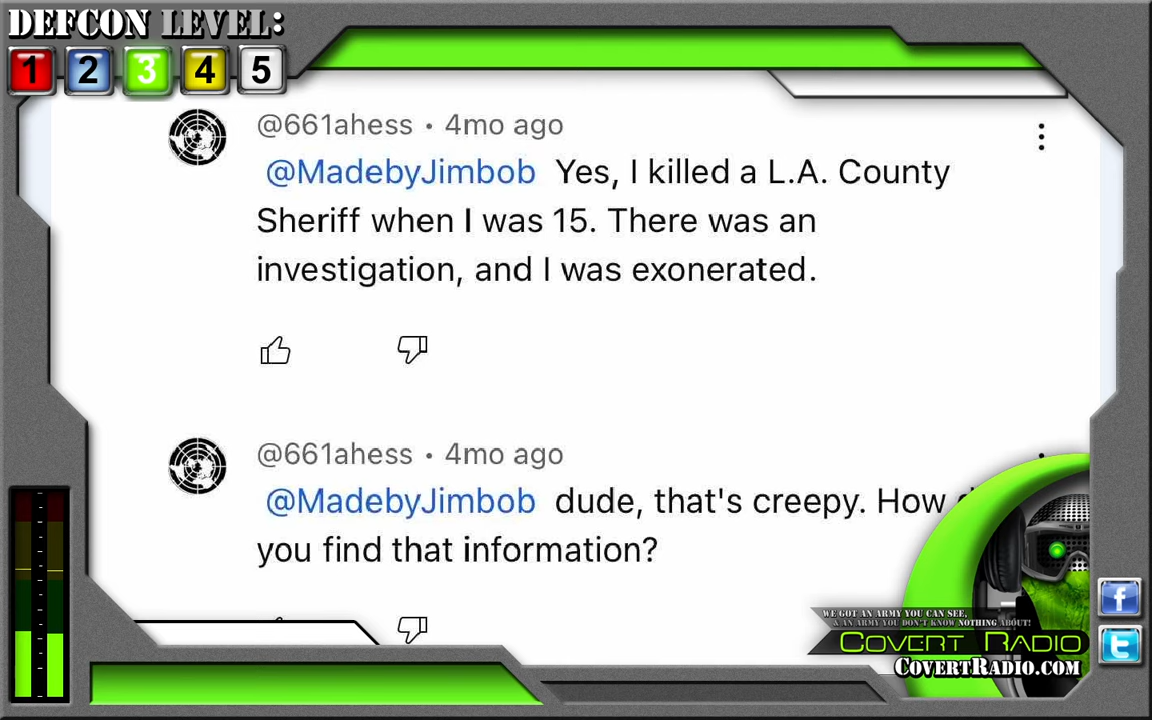 DEFCON LEVEL:
1 2 3 4 5
@661ahess • 4mo ago
@MadebyJimbob Yes, I killed a L.A. County
Sheriff when I was 15. There was an
investigation, and I was exonerated.
@661ahess • 4mo ago
@MadebyJimbob dude, that's creepy. How
you find that information?
WE GOT AN ARMY YOU CAN SEE,
& AN ARMY YOU DON'T KNOW NOTHING ABOUT!
COVERT RADIO
COVERTRADIO.COM